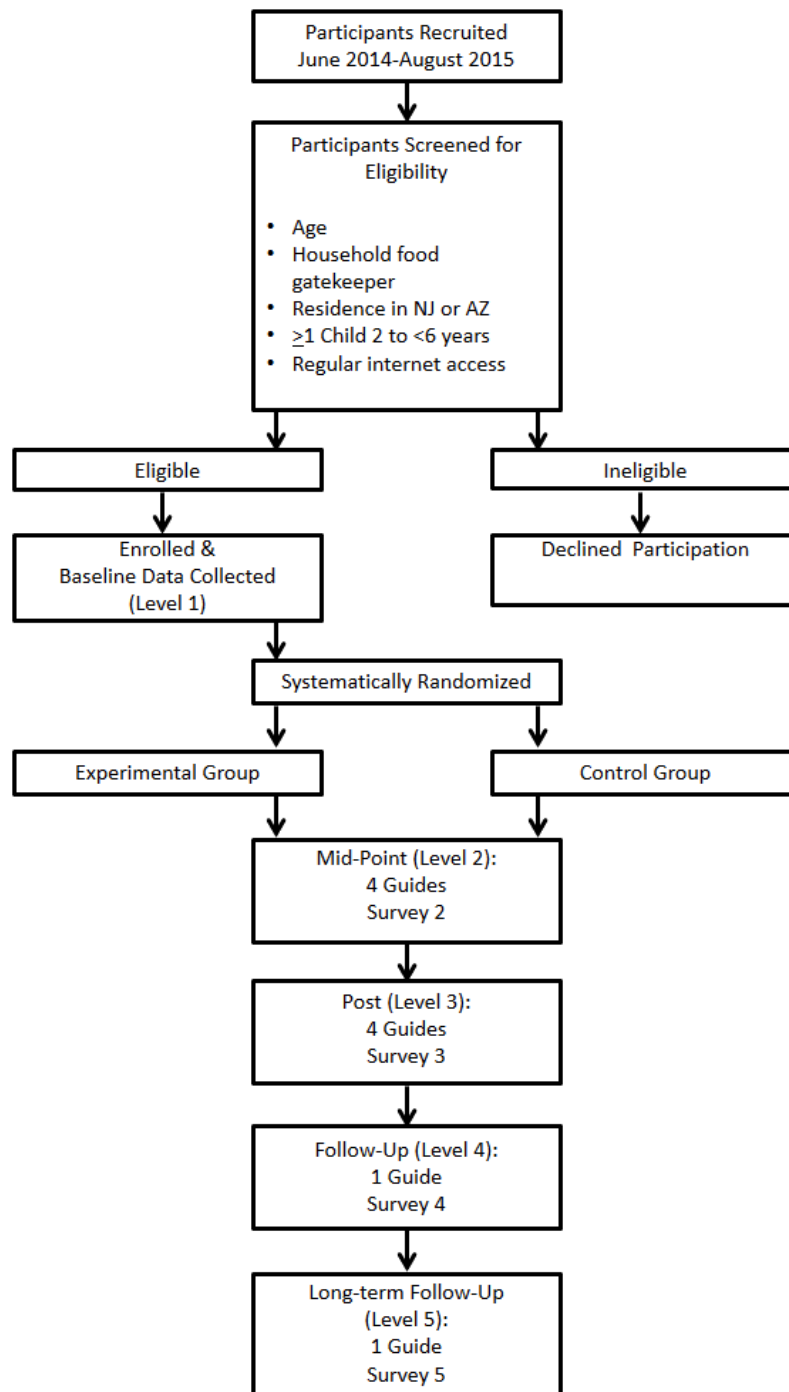 Participants Recruited
June 2014-August 2015
Participants Screened for
Eligibility
• Age
• Household food
gatekeeper
• Residence in NJ or AZ
• ≥1 Child 2 to <6 years
• Regular internet access
Eligible
Ineligible
Enrolled &
Baseline Data Collected
(Level 1)
Declined Participation
Systematically Randomized
Experimental Group
Control Group
Mid-Point (Level 2):
4 Guides
Survey 2
Post (Level 3):
4 Guides
Survey 3
Follow-Up (Level 4):
1 Guide
Survey 4
Long-term Follow-Up
(Level 5):
1 Guide
Survey 5